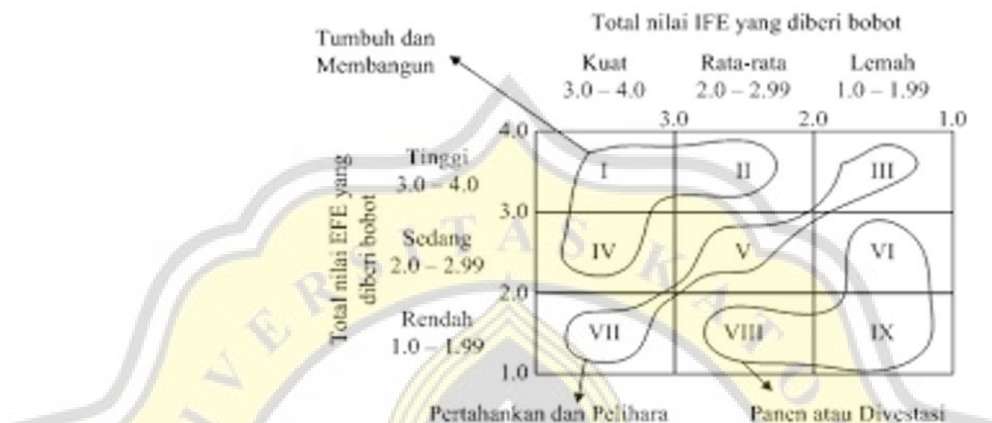 Total nilai IFE yang diberi bobot
Tumbuh dan
Membangun
Kuat
3.0 – 4.0
Rata-rata
2.0 – 2.99
Lemah
1.0 – 1.99
4.0
3.0
2.0
1.0
Total nilai EFE yang
diberi bobot
Tinggi
3.0 – 4.0
I
II
III
3.0
Sedang
2.0 – 2.99
IV
V
VI
2.0
Rendah
1.0 – 1.99
VII
VIII
IX
1.0
Pertahankan dan Pelihara
Panen atau Divestasi
VERSITAS KATO